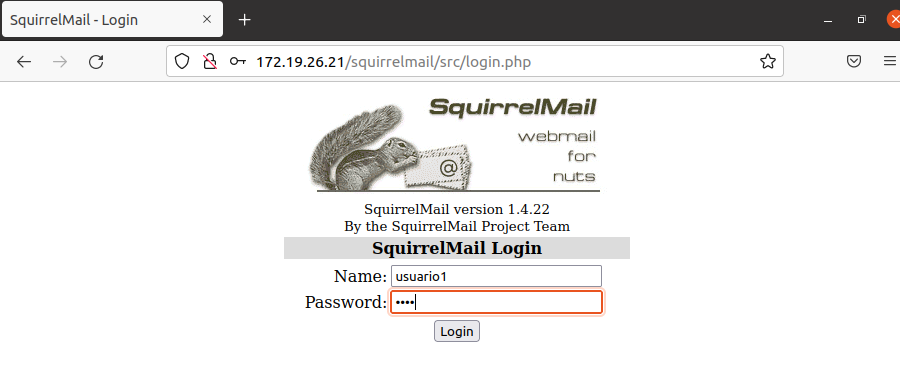 SquirrelMail - Login
172.19.26.21/squirrelmail/src/login.php
SquirrelMail
webmail
for
nuts
@
SquirrelMail version 1.4.22
By the SquirrelMail Project Team
SquirrelMail Login
Name: usuario1
Password: ••••
Login